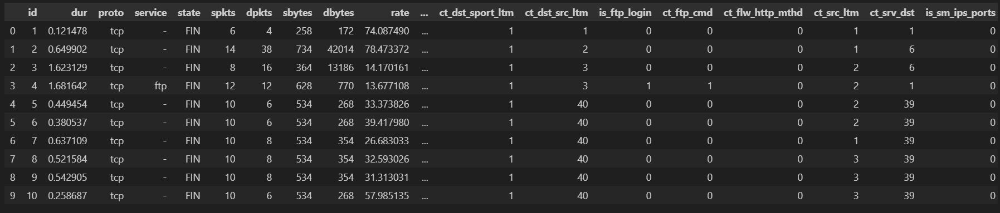 id dur proto service state spkts dpkts sbytes dbytes rate ... ct_dst_sport_ltm ct_dst_src_ltm is_ftp_login ct_ftp_cmd ct_flw_http_mthd ct_src_ltm ct_srv_dst is_sm_ips_ports
0 1 0.121478 tcp - FIN 6 4 258 172 74.087490 ... 1 1 0 0 0 1 1 0
1 2 0.649902 tcp - FIN 14 38 734 42014 78.473372 ... 1 2 0 0 0 1 6 0
2 3 1.623129 tcp - FIN 8 16 364 13186 14.170161 ... 1 3 0 0 0 2 6 0
3 4 1.681642 tcp ftp FIN 12 12 628 770 13.677108 ... 1 3 1 1 0 2 1 0
4 5 0.449454 tcp - FIN 10 6 534 268 33.373826 ... 1 40 0 0 0 2 39 0
5 6 0.380537 tcp - FIN 10 6 534 268 39.417980 ... 1 40 0 0 0 2 39 0
6 7 0.637109 tcp - FIN 10 8 534 354 26.683033 ... 1 40 0 0 0 1 39 0
7 8 0.521584 tcp - FIN 10 8 534 354 32.593026 ... 1 40 0 0 0 3 39 0
8 9 0.542905 tcp - FIN 10 8 534 354 31.313031 ... 1 40 0 0 0 3 39 0
9 10 0.258687 tcp - FIN 10 6 534 268 57.985135 ... 1 40 0 0 0 3 39 0